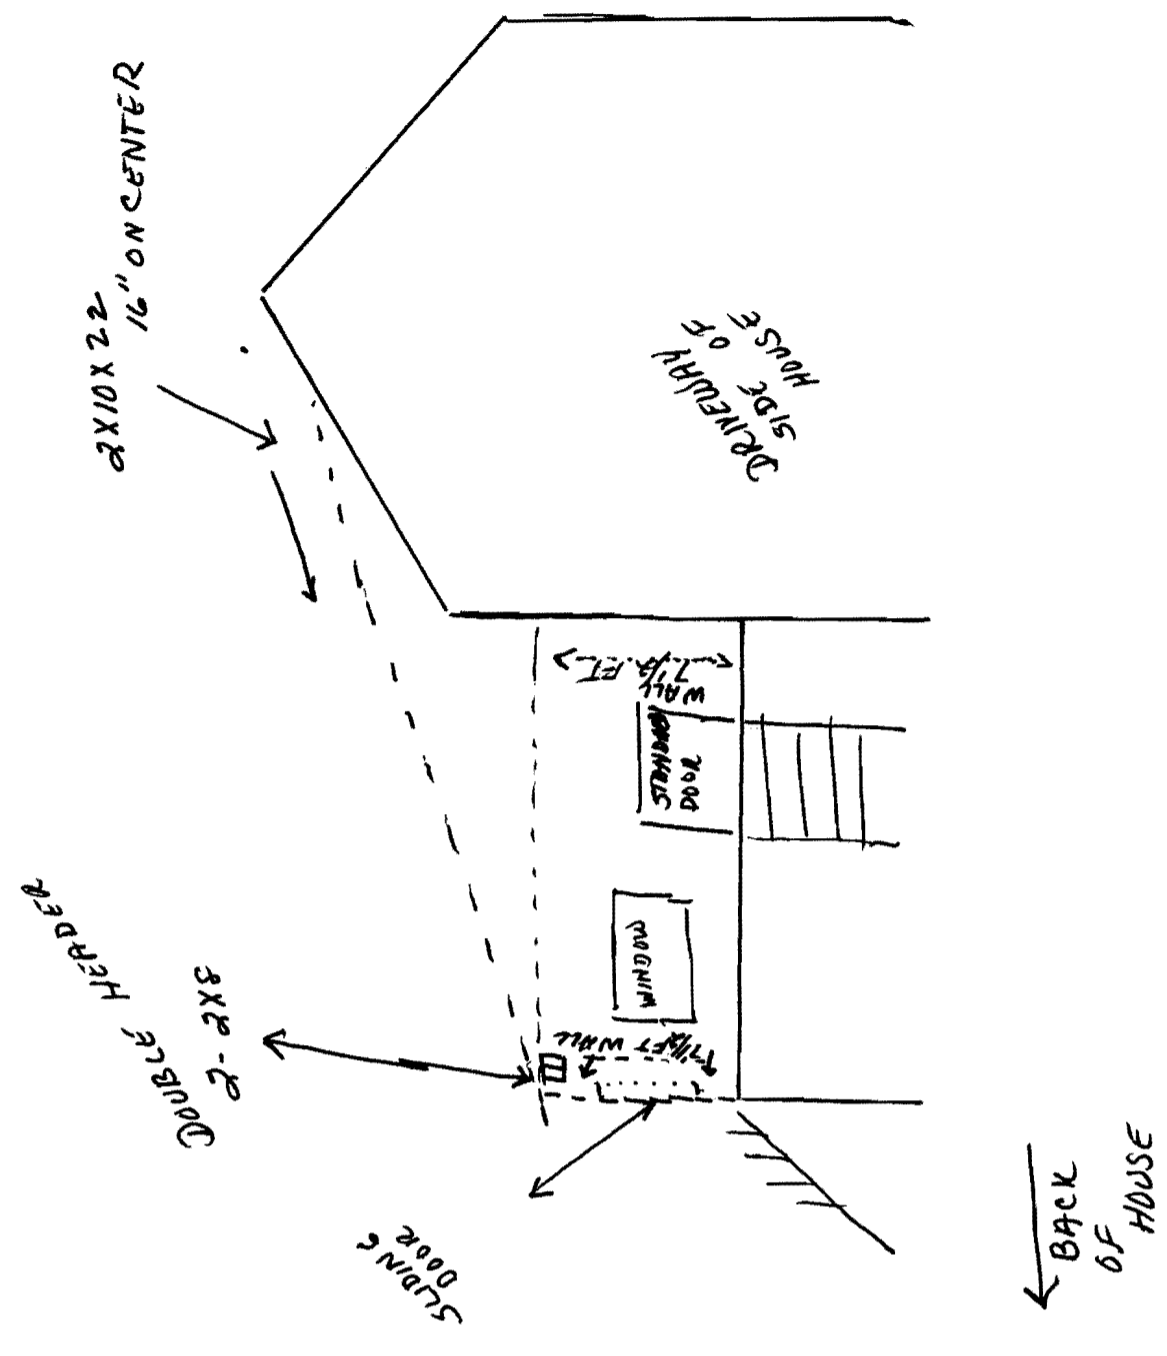 2X10X22
16" ON CENTER
DRIVEWAY
SIDE OF
HOUSE
7 1/2 FT
WALL
STANDARD
DOOR
WINDOW
7 1/2 FT WALL
DOUBLE HEADER
2- 2X8
SLIDING
DOOR
BACK
OF
HOUSE